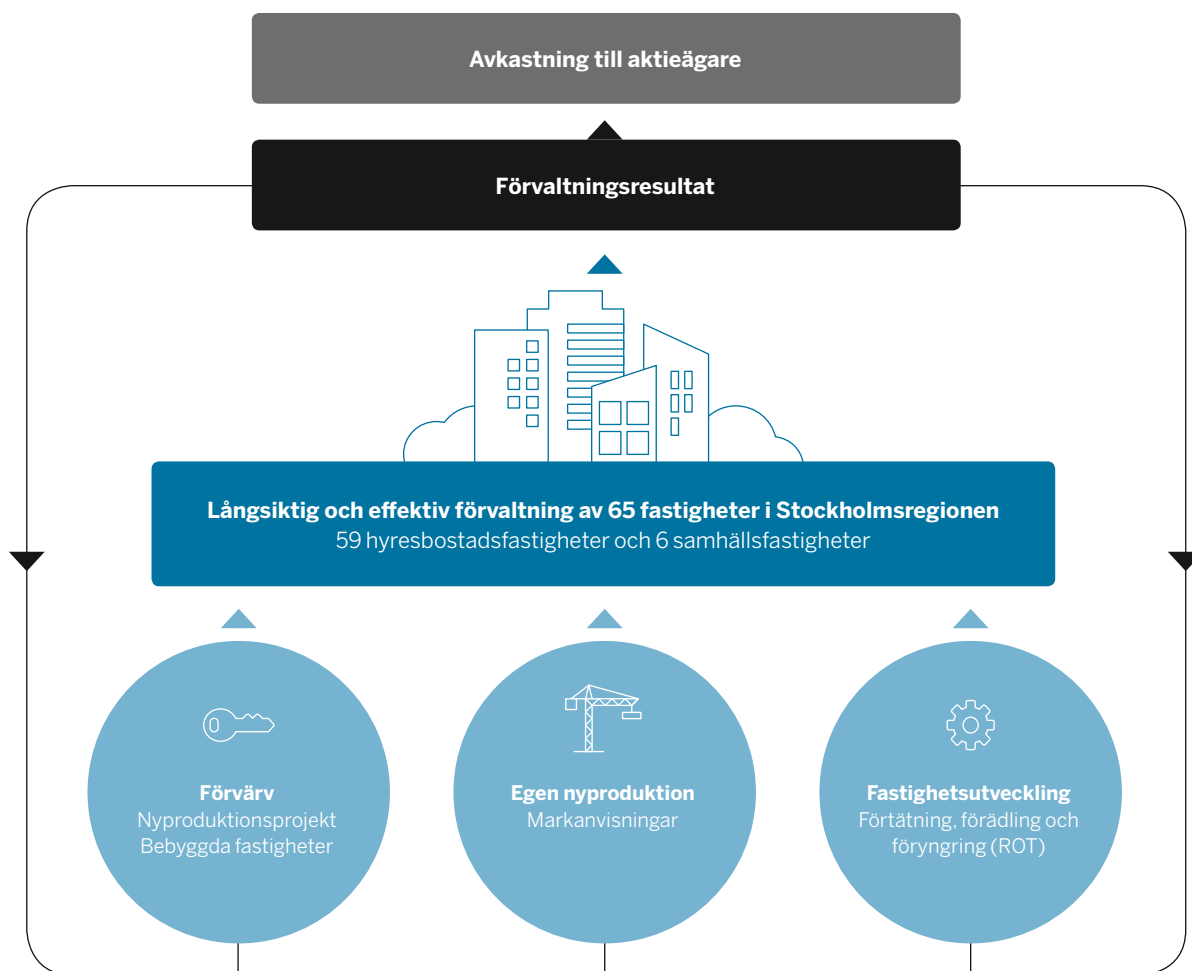 Avkastning till aktieägare
Förvaltningsresultat
Långsiktig och effektiv förvaltning av 65 fastigheter i Stockholmsregionen
59 hyresbostadsfastigheter och 6 samhällsfastigheter
Förvärv
Nyproduktionsprojekt
Bebyggda fastigheter
Egen nyproduktion
Markanvisningar
Fastighetsutveckling
Förtätning, förädling och
föryngring (ROT)